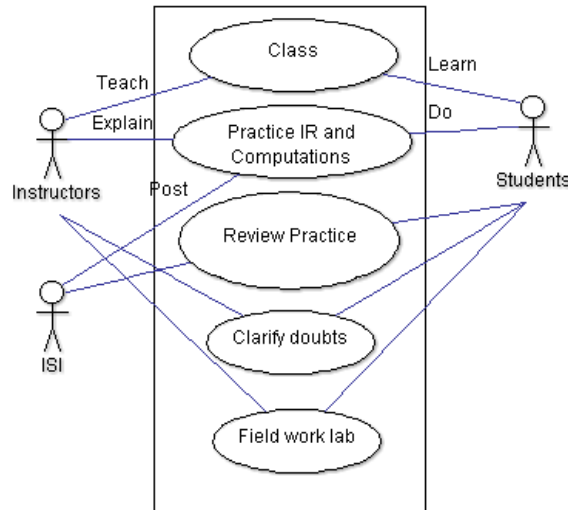 Class
Teach
Learn
Explain
Practice IR and
Computations
Do
Instructors
Students
Post
Review Practice
Clarify doubts
ISI
Field work lab